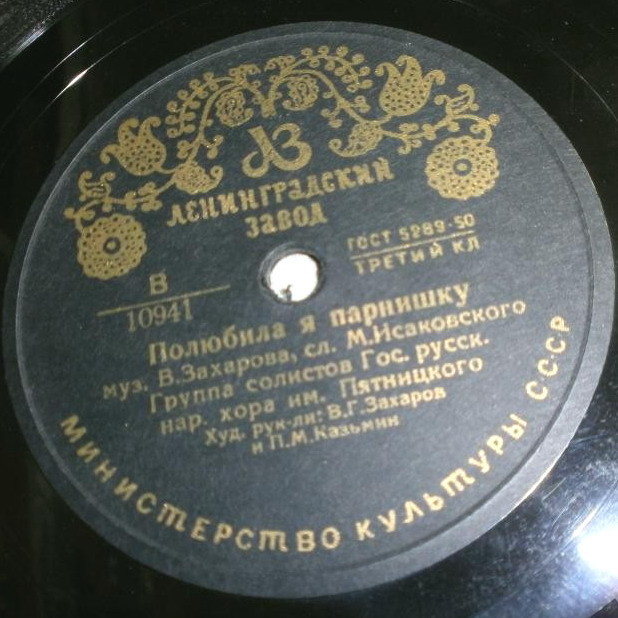 ЛЗ
ЛЕНИНГРАДСКИЙ
ЗАВОД
ГОСТ 5289-50
ТРЕТИЙ КЛ
В
10941
Полюбила я парнишку
муз. В.Захарова, сл. М.Исаковского
Группа солистов Гос. русск.
нар. хора им. Пятницкого
Худ. рук-ли: В.Г.Захаров
и П.М.Казьмин
МИНИСТЕРСТВО КУЛЬТУРЫ СССР